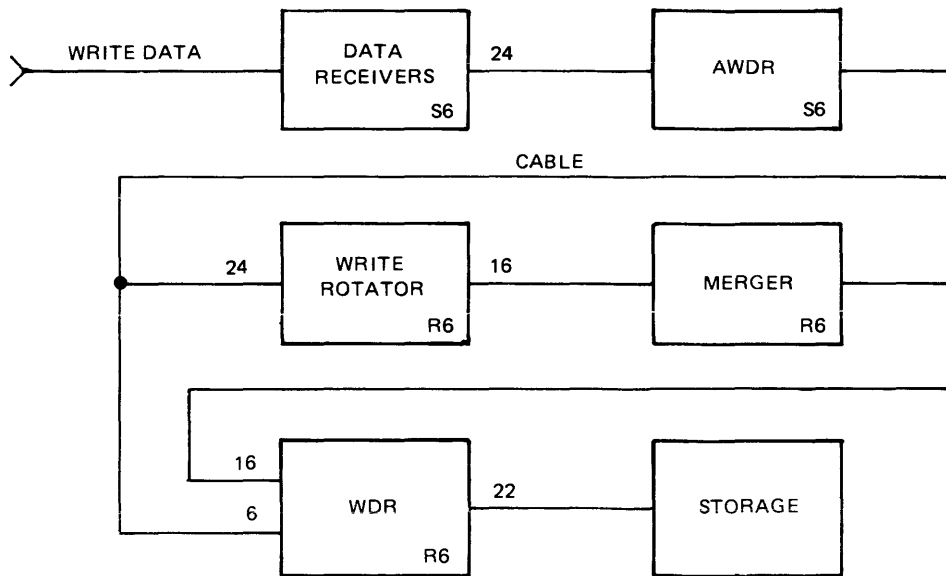 WRITE DATA
DATA
RECEIVERS
S6
24
AWDR
S6
CABLE
24
WRITE
ROTATOR
R6
16
MERGER
R6
16
6
WDR
R6
22
STORAGE